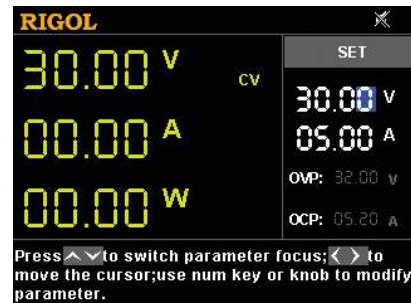 RIGOL
30.00 V
CV
00.00 A
00.00 W
SET
30.00 V
05.00 A
OVP: 32.00 V
OCP: 05.20 A
Press to switch parameter focus; to
move the cursor;use num key or knob to modify
parameter.